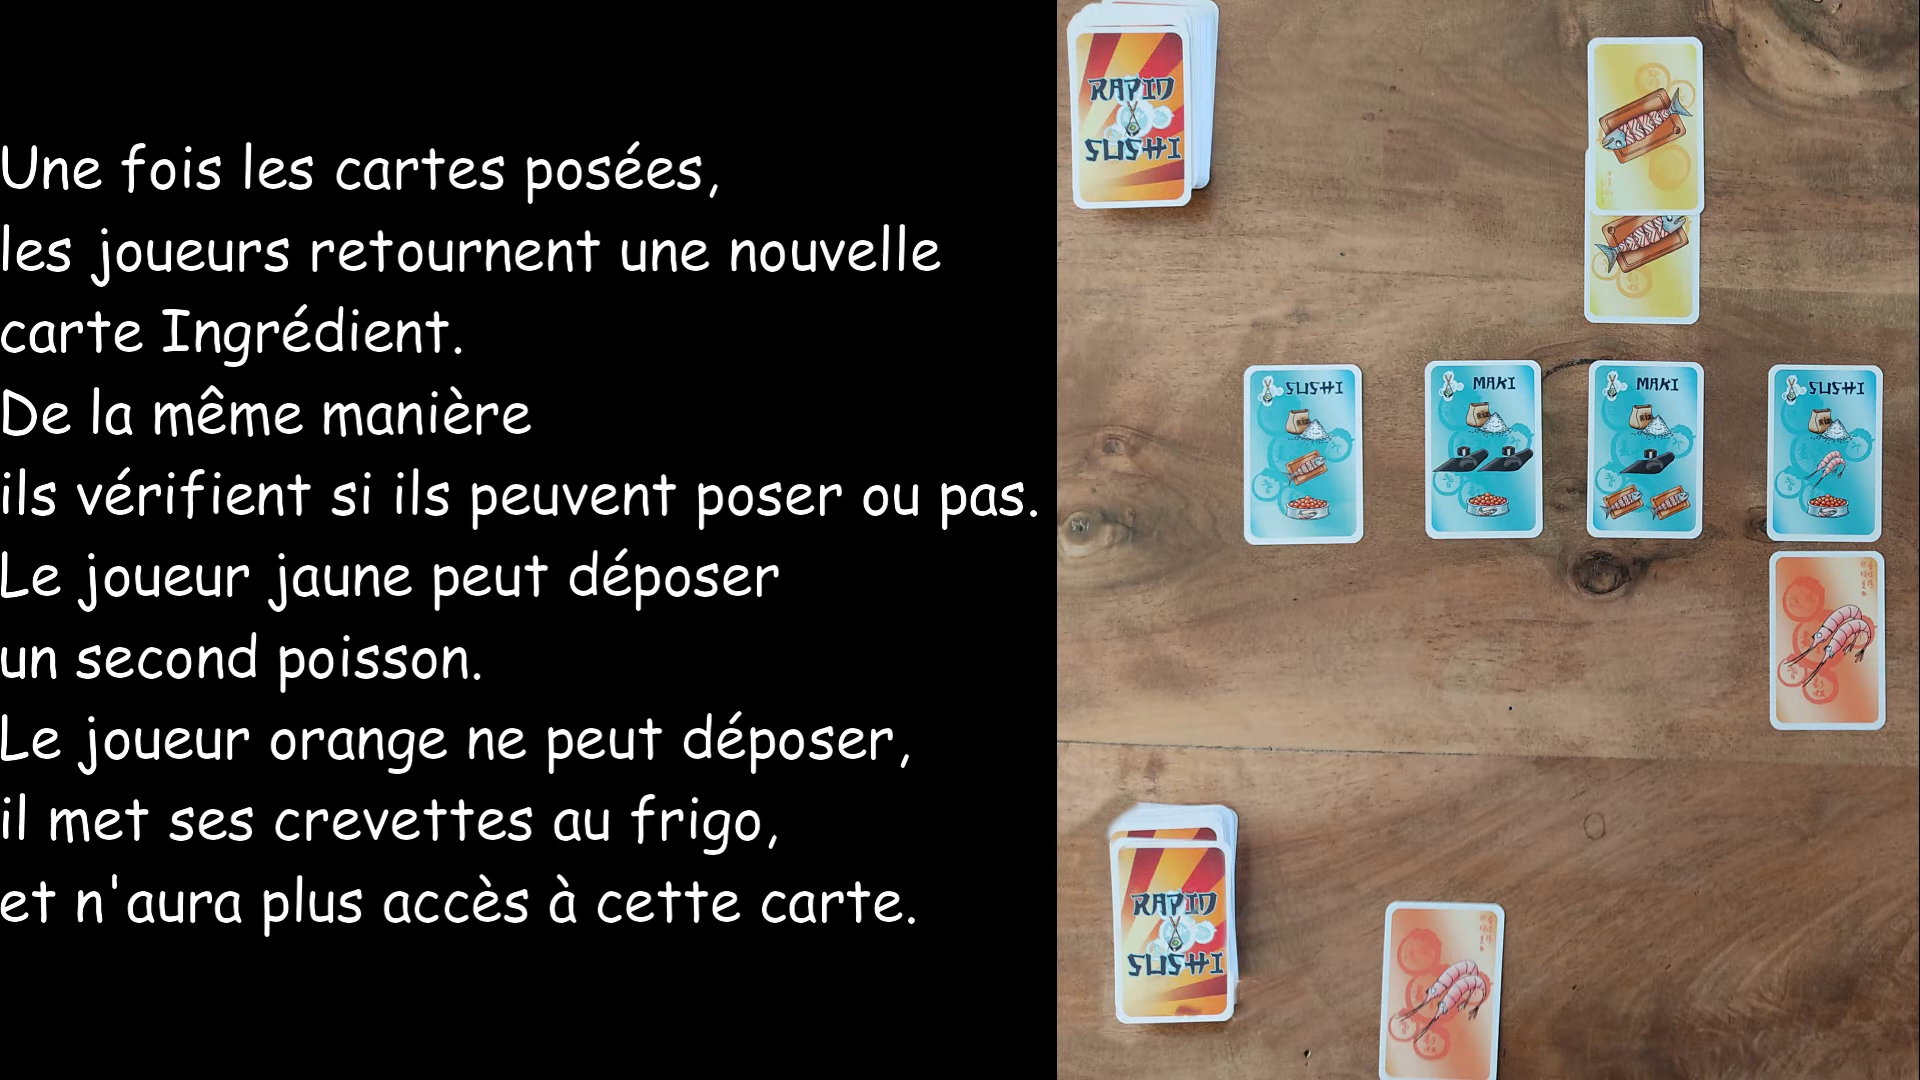 Une fois les cartes posées,
les joueurs retournent une nouvelle
carte Ingrédient.
De la même manière
ils vérifient si ils peuvent poser ou pas.
Le joueur jaune peut déposer
un second poisson.
Le joueur orange ne peut déposer,
il met ses crevettes au frigo,
et n'aura plus accès à cette carte.
RAPID
SUSHI
SUSHI
MAKI
MAKI
SUSHI
RAPID
SUSHI